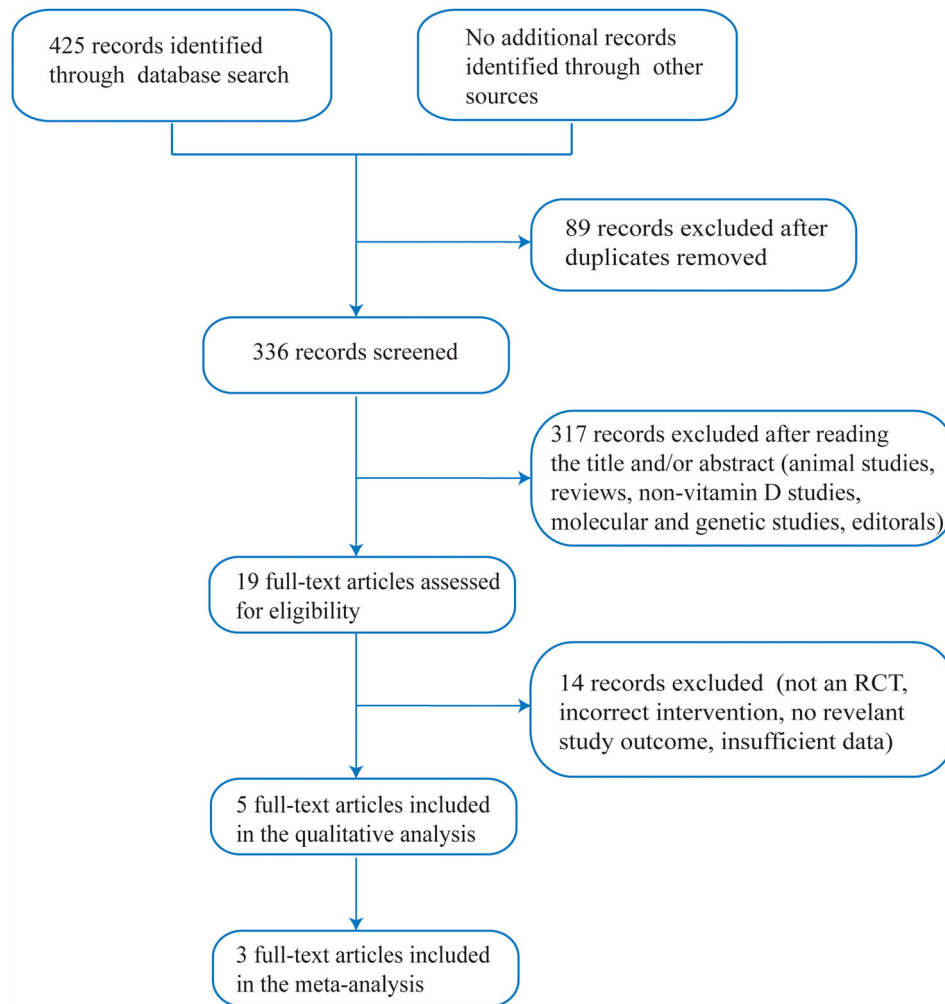 425 records identified
through database search
No additional records
identified through other
sources
89 records excluded after
duplicates removed
336 records screened
317 records excluded after reading
the title and/or abstract (animal studies,
reviews, non-vitamin D studies,
molecular and genetic studies, editorals)
19 full-text articles assessed
for eligibility
14 records excluded (not an RCT,
incorrect intervention, no revelant
study outcome, insufficient data)
5 full-text articles included
in the qualitative analysis
3 full-text articles included
in the meta-analysis